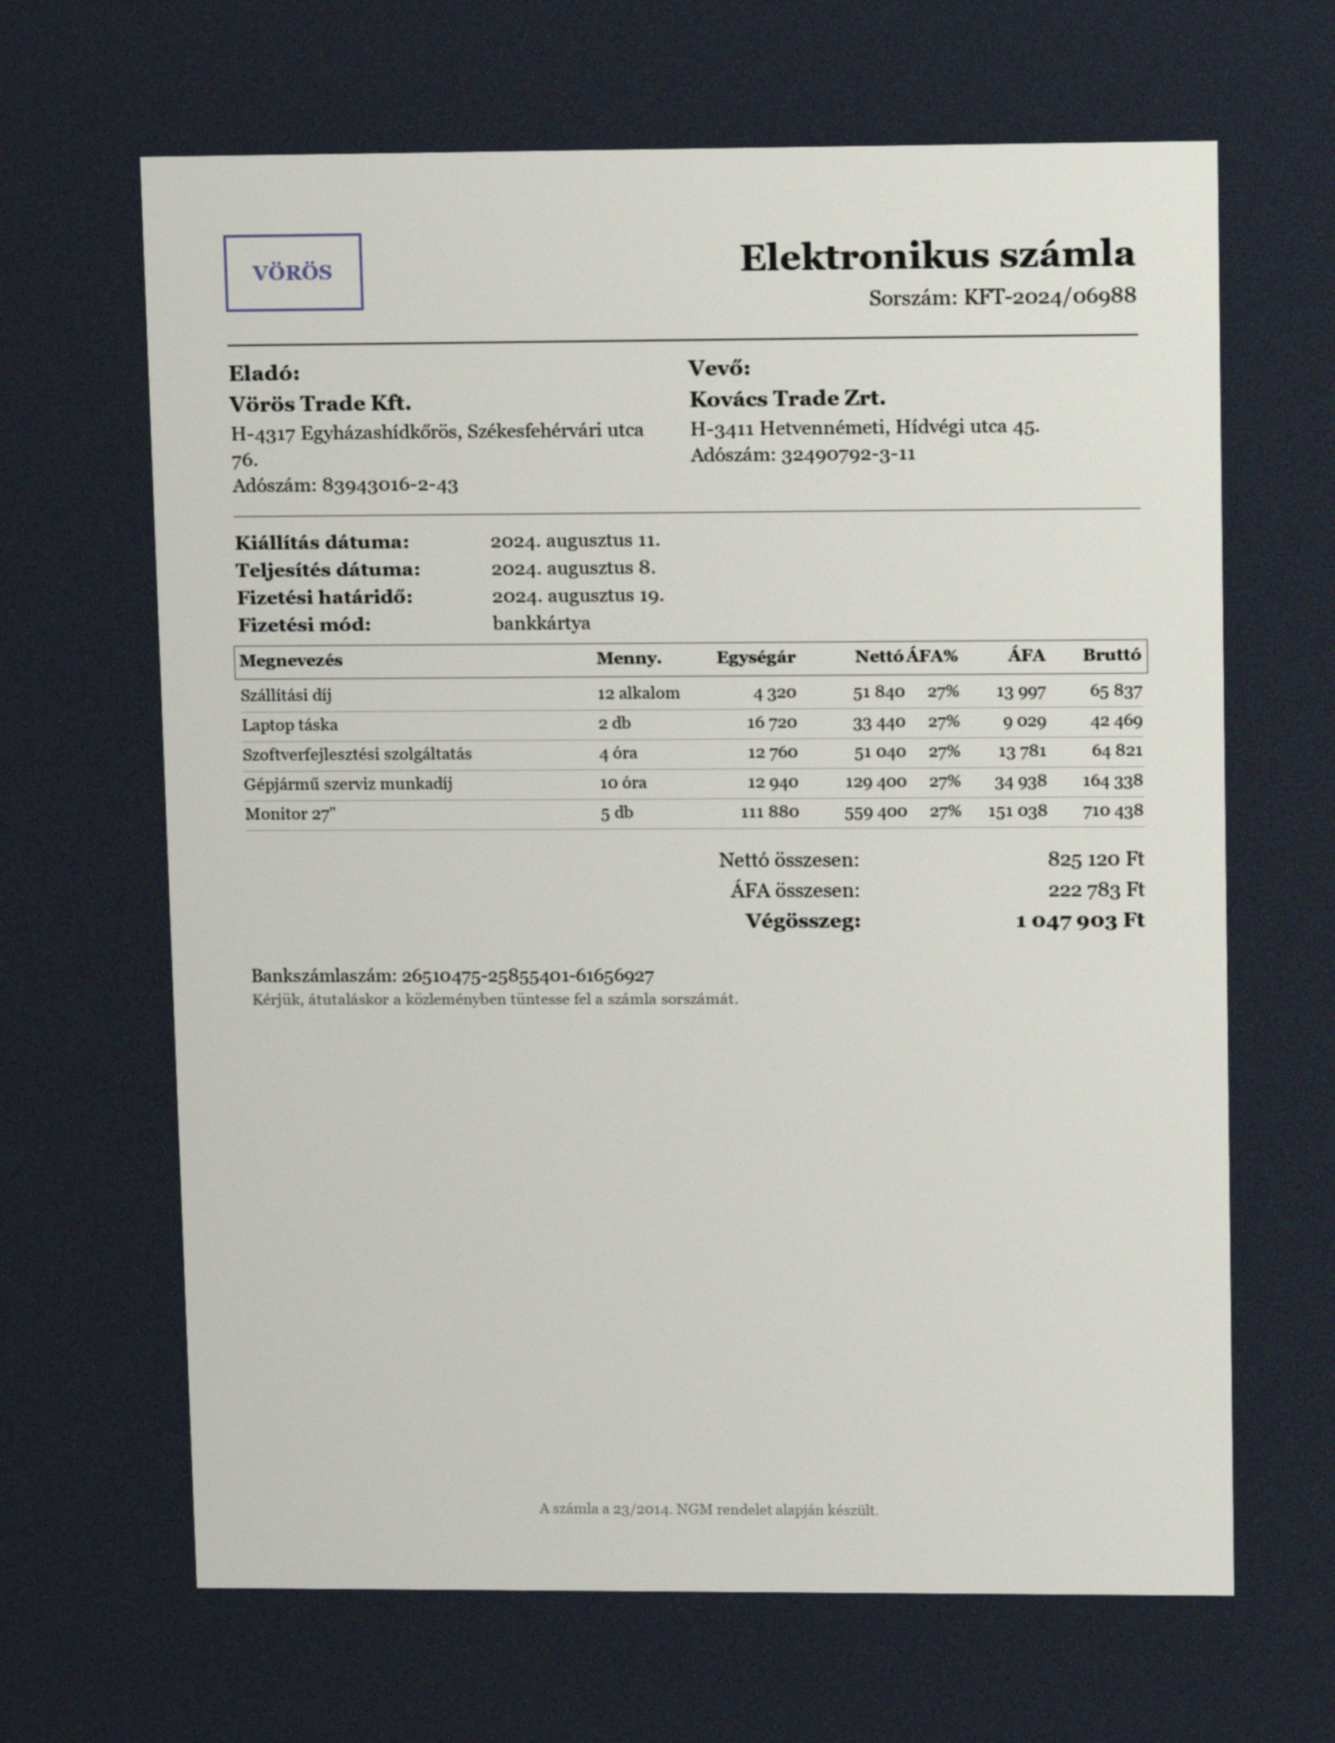 VÖRÖS
Elektronikus számla
Sorszám: KFT-2024/06988
Eladó:
Vörös Trade Kft.
H-4317 Egyházashídkőrös, Székesfehérvári utca
76.
Adószám: 83943016-2-43
Vevő:
Kovács Trade Zrt.
H-3411 Hetvennémeti, Hídvégi utca 45.
Adószám: 32490792-3-11
Kiállítás dátuma: 2024. augusztus 11.
Teljesítés dátuma: 2024. augusztus 8.
Fizetési határidő: 2024. augusztus 19.
Fizetési mód: bankkártya
Megnevezés Menny. Egységár Nettó ÁFA% ÁFA Bruttó
Szállítási díj 12 alkalom 4 320 51 840 27% 13 997 65 837
Laptop táska 2 db 16 720 33 440 27% 9 029 42 469
Szoftverfejlesztési szolgáltatás 4 óra 12 760 51 040 27% 13 781 64 821
Gépjármű szerviz munkadíj 10 óra 12 940 129 400 27% 34 938 164 338
Monitor 27" 5 db 111 880 559 400 27% 151 038 710 438
Nettó összesen: 825 120 Ft
ÁFA összesen: 222 783 Ft
Végösszeg: 1 047 903 Ft
Bankszámlaszám: 26510475-25855401-61656927
Kérjük, átutaláskor a közleményben tüntesse fel a számla sorszámát.
A számla a 23/2014. NGM rendelet alapján készült.